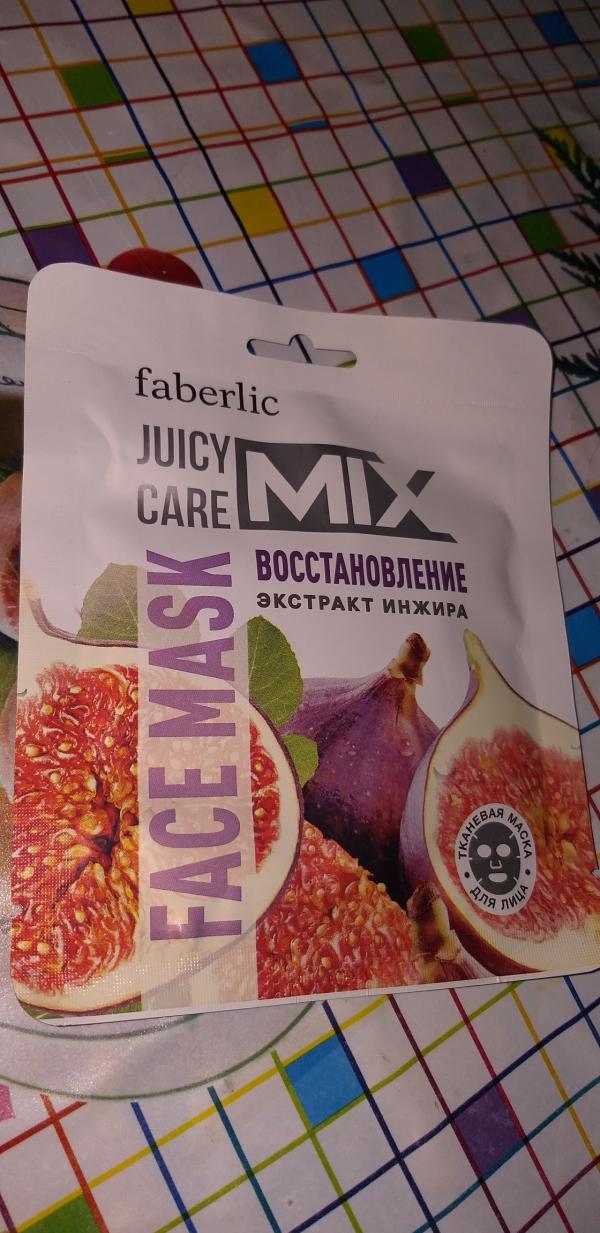 faberlic
JUICY
CARE
MIX
ВОССТАНОВЛЕНИЕ
ЭКСТРАКТ ИНЖИРА
FACE MASK
ТКАНЕВАЯ МАСКА
• ДЛЯ ЛИЦА •